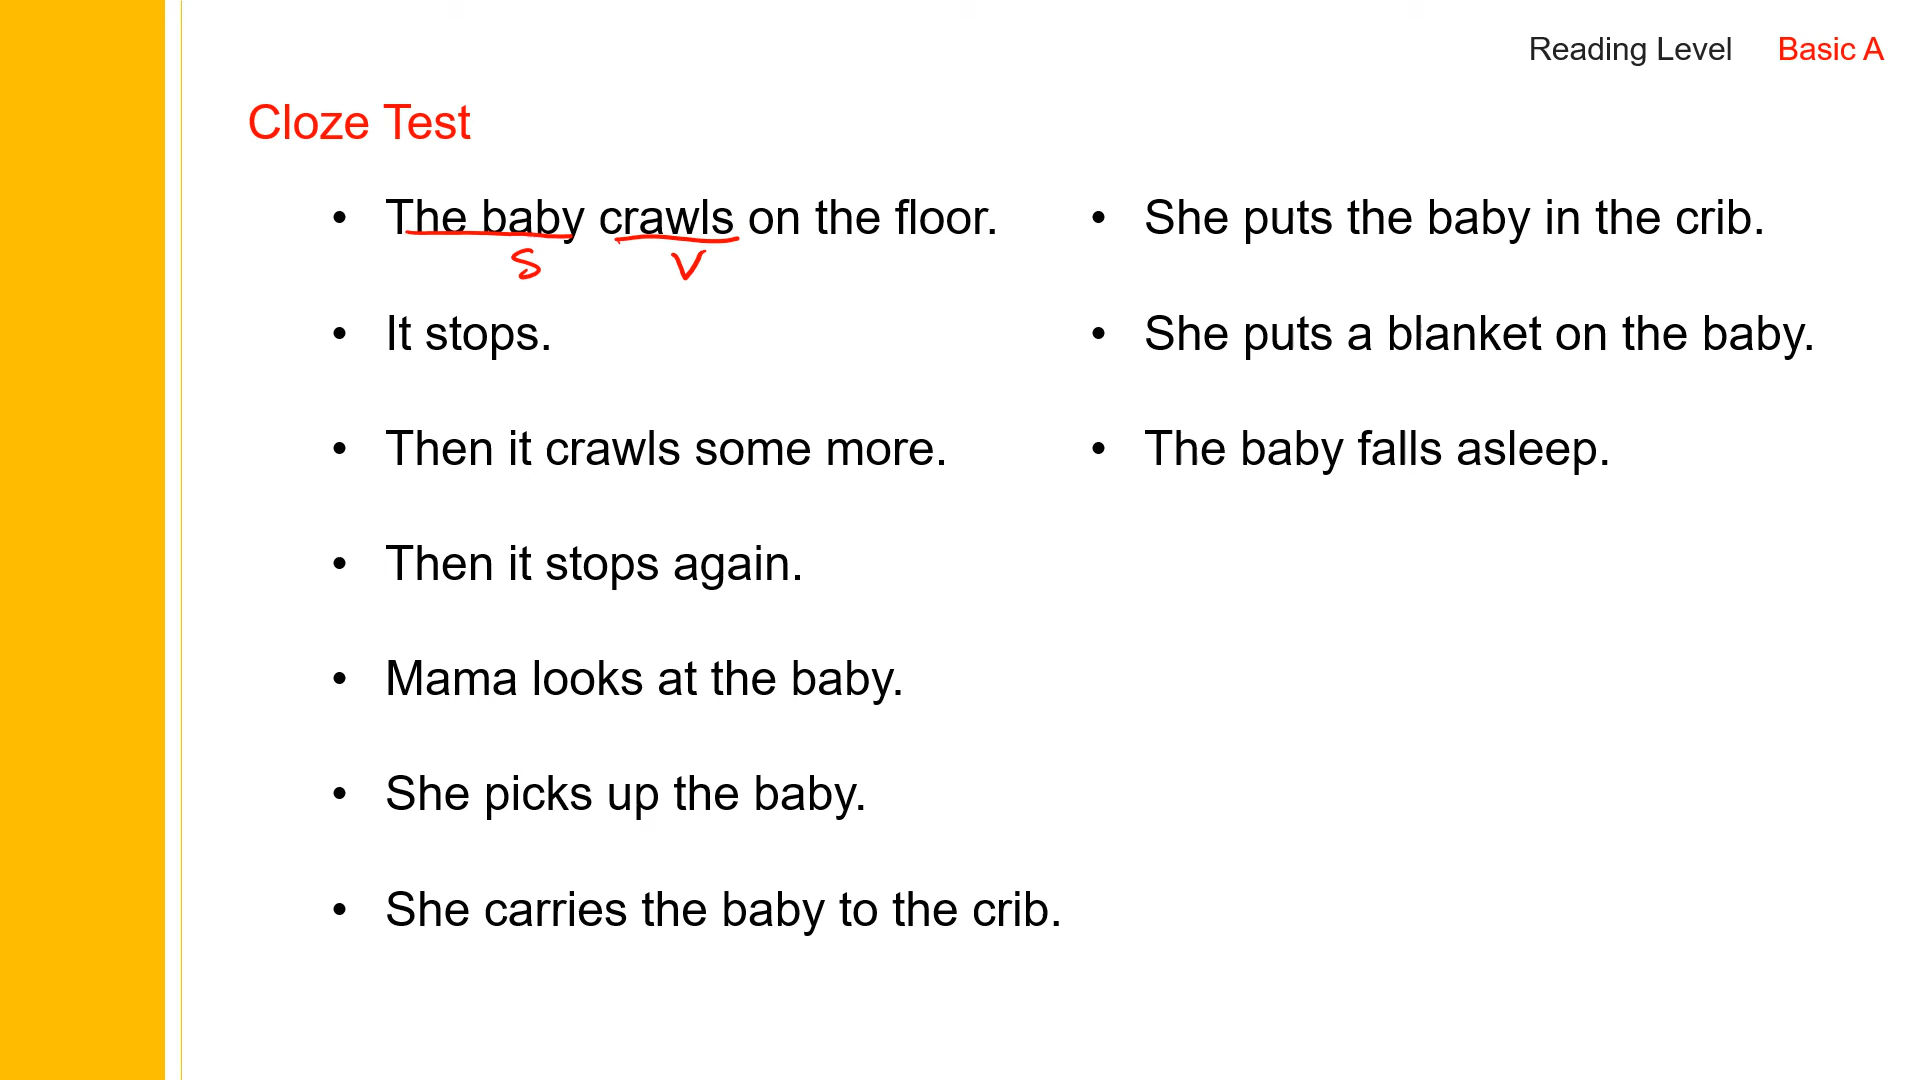 Reading Level Basic A
Cloze Test
• The baby crawls on the floor.
S V
• It stops.
• Then it crawls some more.
• Then it stops again.
• Mama looks at the baby.
• She picks up the baby.
• She carries the baby to the crib.
• She puts the baby in the crib.
• She puts a blanket on the baby.
• The baby falls asleep.